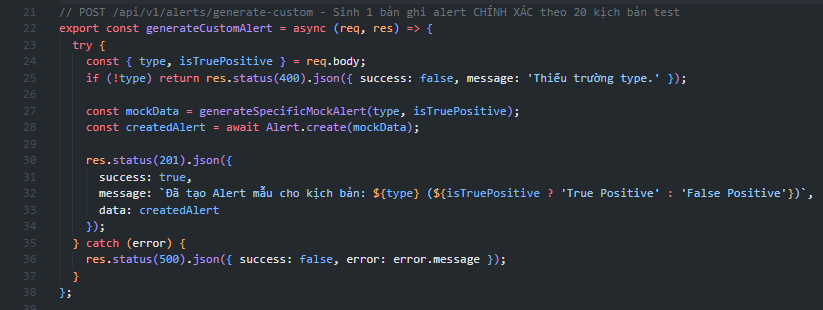 21 // POST /api/v1/alerts/generate-custom - Sinh 1 bản ghi alert CHÍNH XÁC theo 20 kịch bản test
22 export const generateCustomAlert = async (req, res) => {
23   try {
24     const { type, isTruePositive } = req.body;
25     if (!type) return res.status(400).json({ success: false, message: 'Thiếu trường type.' });
26
27     const mockData = generateSpecificMockAlert(type, isTruePositive);
28     const createdAlert = await Alert.create(mockData);
29
30     res.status(201).json({
31       success: true,
32       message: `Đã tạo Alert mẫu cho kịch bản: ${type} (${isTruePositive ? 'True Positive' : 'False Positive'})`,
33       data: createdAlert
34     });
35   } catch (error) {
36     res.status(500).json({ success: false, error: error.message });
37   }
38 };
39